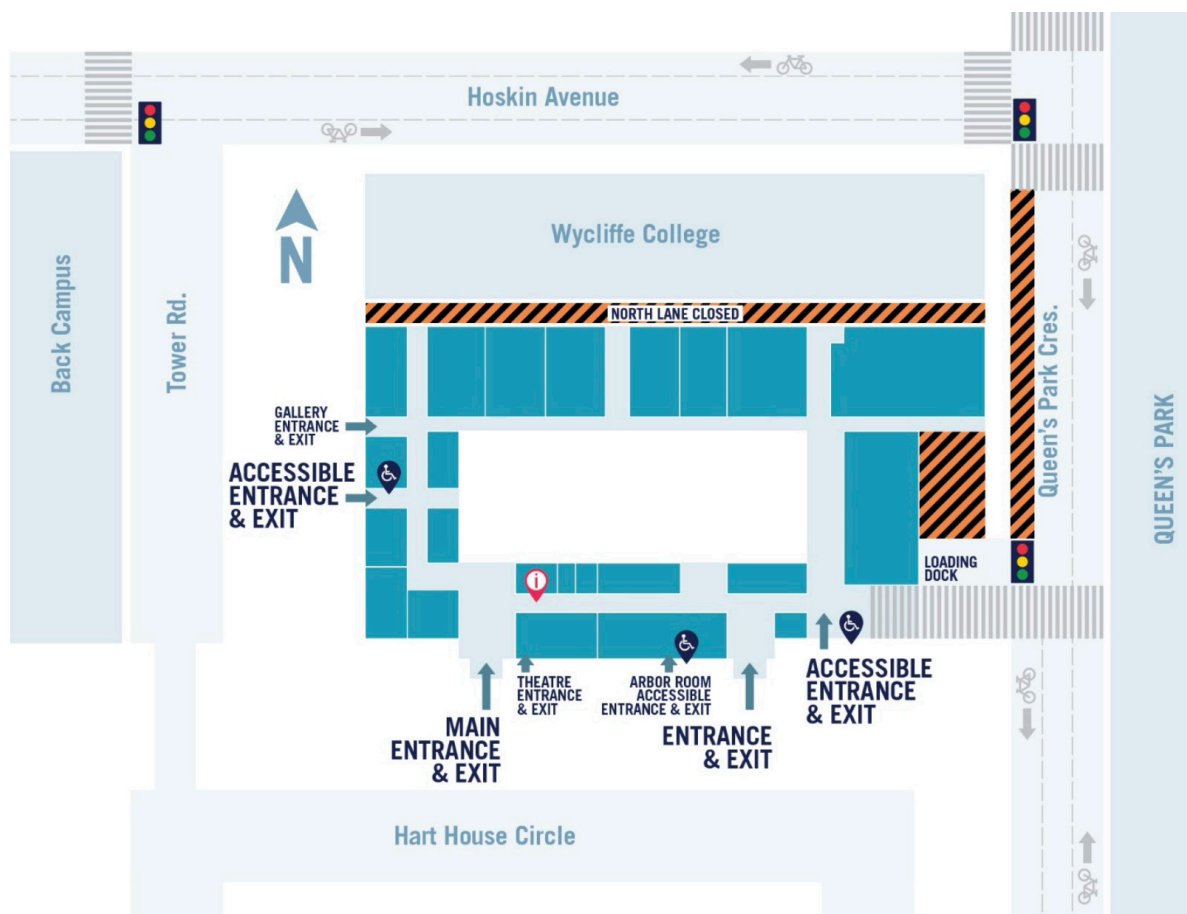 Hoskin Avenue
N
Wycliffe College
NORTH LANE CLOSED
Back Campus
Tower Rd.
Queen's Park Cres.
QUEEN'S PARK
GALLERY
ENTRANCE
& EXIT
ACCESSIBLE
ENTRANCE
& EXIT
LOADING
DOCK
i
THEATRE
ENTRANCE
& EXIT
ARBOR ROOM
ACCESSIBLE
ENTRANCE & EXIT
ACCESSIBLE
ENTRANCE
& EXIT
MAIN
ENTRANCE
& EXIT
ENTRANCE
& EXIT
Hart House Circle